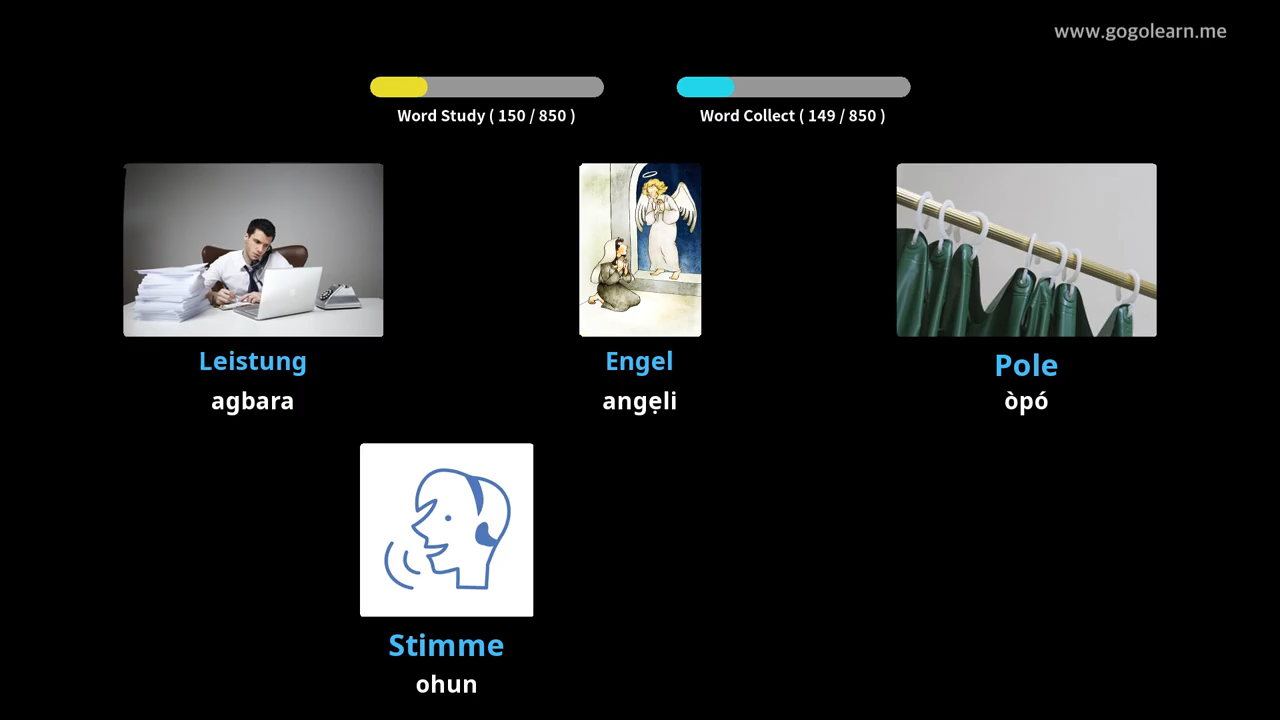 www.gogolearn.me
Word Study ( 150 / 850 )
Word Collect ( 149 / 850 )
Leistung
agbara
Engel
angẹli
Pole
òpó
Stimme
ohun